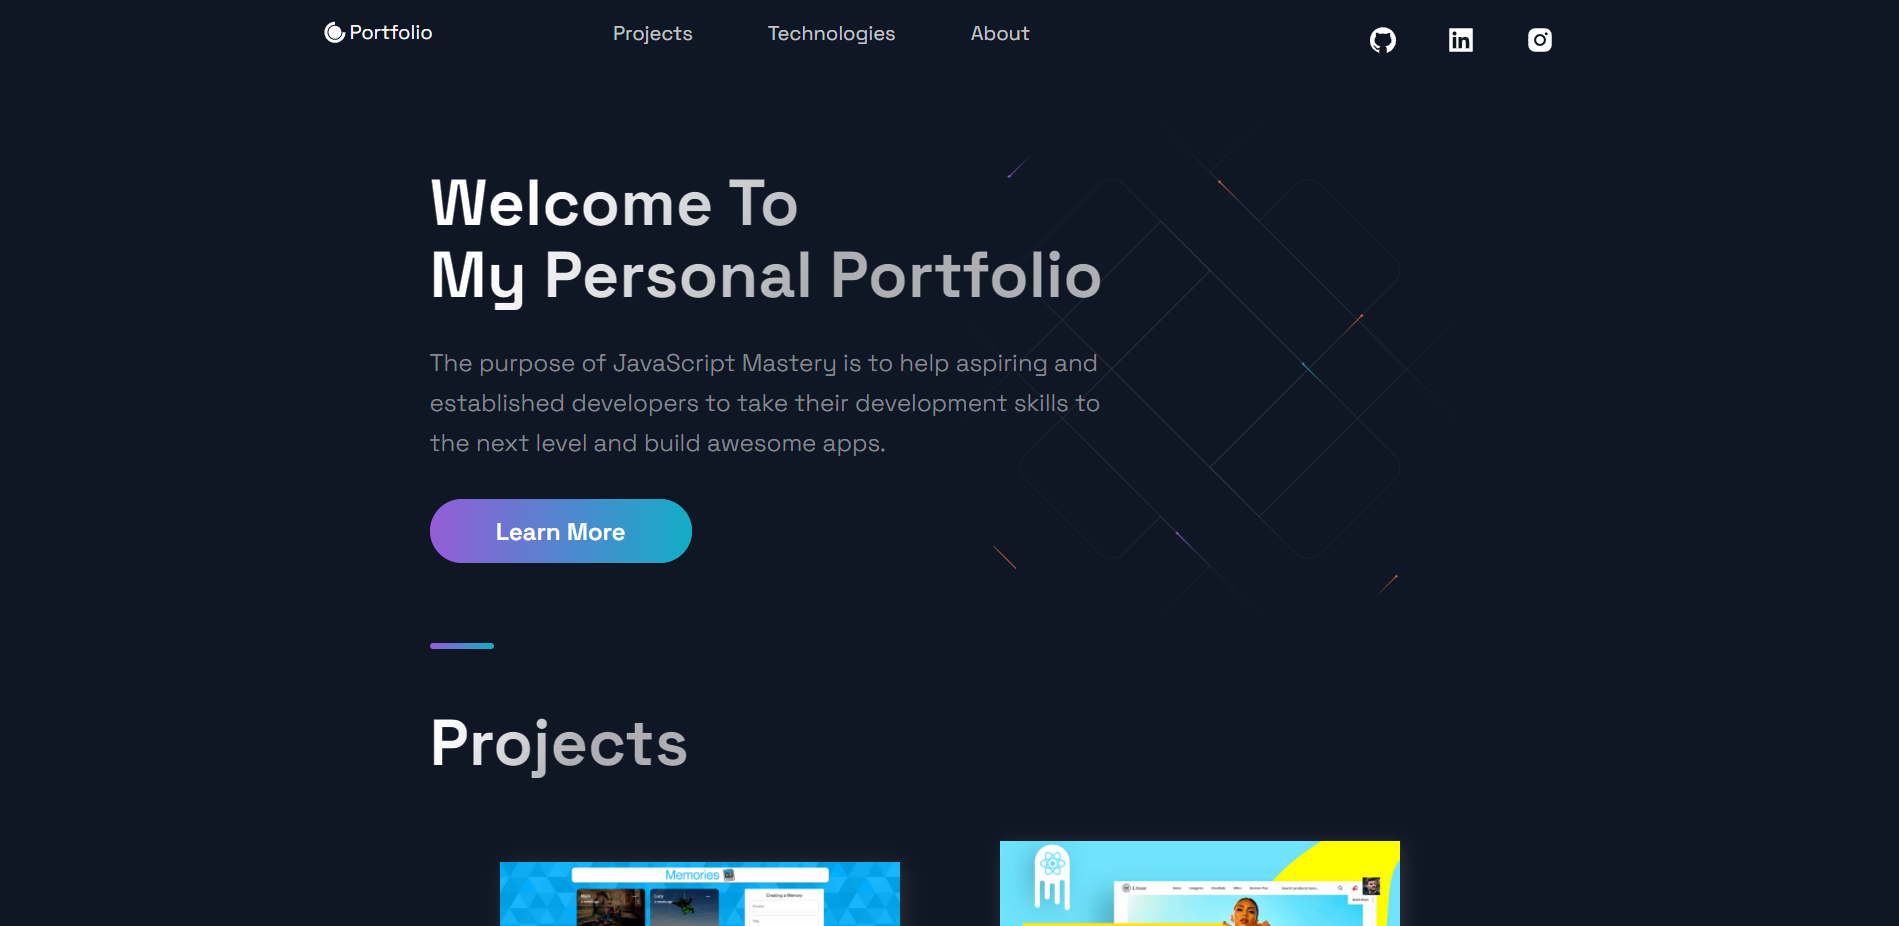 Portfolio
Projects
Technologies
About
Welcome To
My Personal Portfolio
The purpose of JavaScript Mastery is to help aspiring and
established developers to take their development skills to
the next level and build awesome apps.
Learn More
Projects
Memories
Creating a Memory